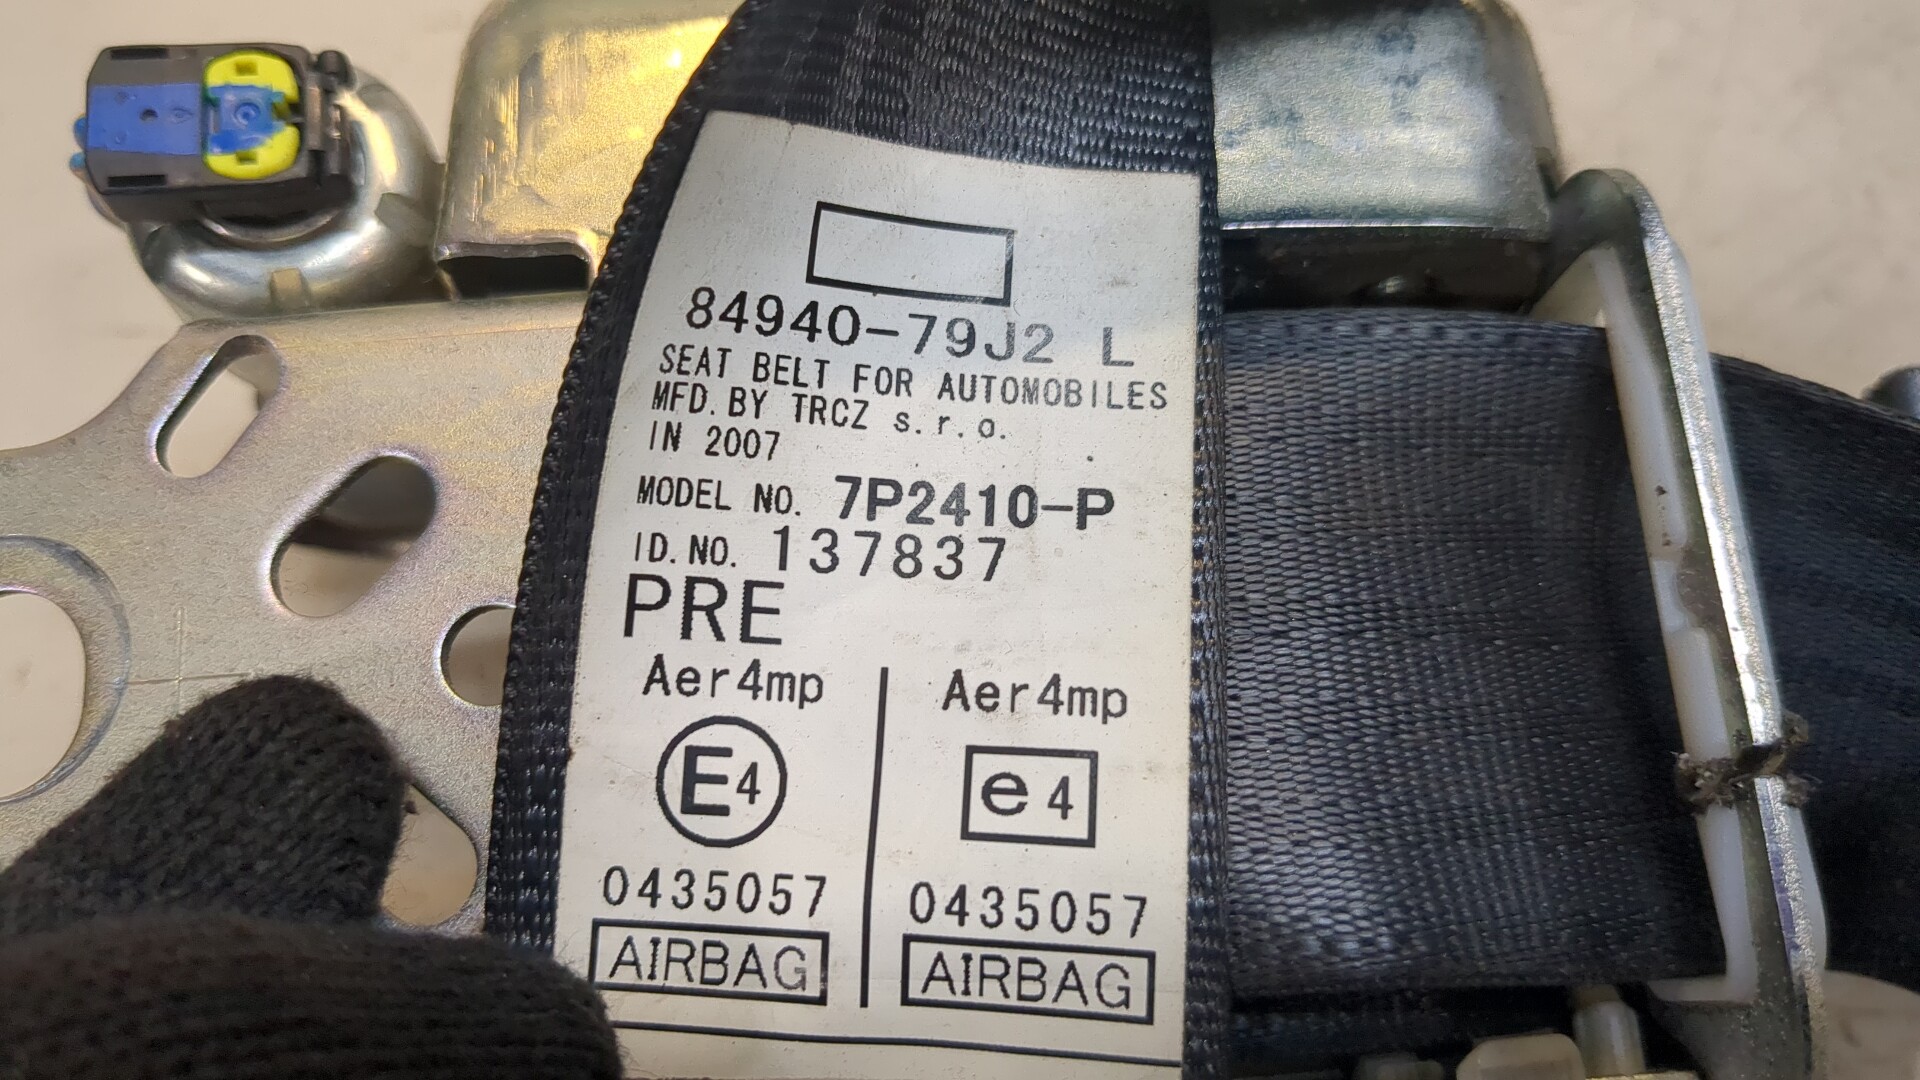 84940-79J2 L
SEAT BELT FOR AUTOMOBILES
MFD. BY TRCZ s.r.o.
IN 2007
MODEL NO. 7P2410-P
ID. NO. 137837
PRE
Aer4mp Aer4mp
E4 e4
0435057 0435057
AIRBAG AIRBAG